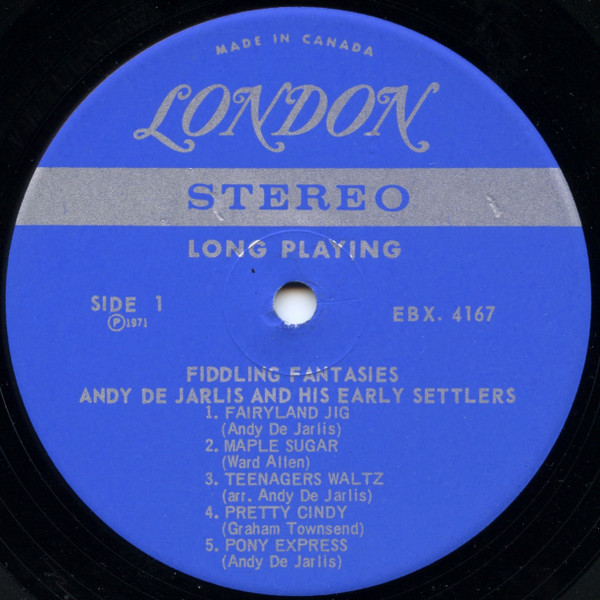 MADE IN CANADA
LONDON
STEREO
LONG PLAYING
SIDE 1
Ⓟ1971
EBX. 4167
FIDDLING FANTASIES
ANDY DE JARLIS AND HIS EARLY SETTLERS
1. FAIRYLAND JIG
(Andy De Jarlis)
2. MAPLE SUGAR
(Ward Allen)
3. TEENAGERS WALTZ
(arr. Andy De Jarlis)
4. PRETTY CINDY
(Graham Townsend)
5. PONY EXPRESS
(Andy De Jarlis)